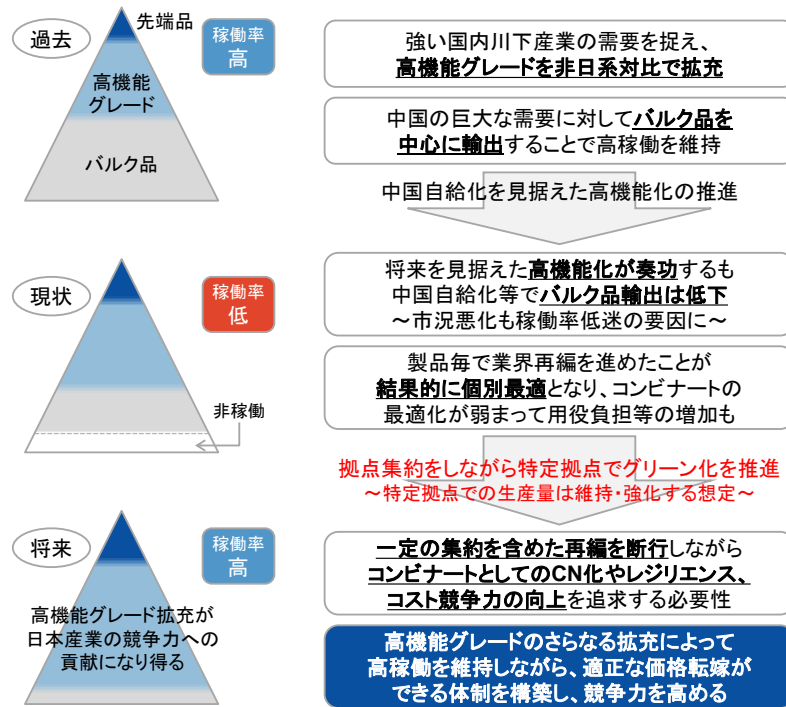 過去
先端品
稼働率
高
高機能
グレード
バルク品
強い国内川下産業の需要を捉え、
高機能グレードを非日系対比で拡充
中国の巨大な需要に対してバルク品を
中心に輸出することで高稼働を維持
中国自給化を見据えた高機能化の推進
現状
稼働率
低
非稼働
将来を見据えた高機能化が奏功するも
中国自給化等でバルク品輸出は低下
～市況悪化も稼働率低迷の要因に～
製品毎で業界再編を進めたことが
結果的に個別最適となり、コンビナートの
最適化が弱まって用役負担等の増加も
拠点集約をしながら特定拠点でグリーン化を推進
～特定拠点での生産量は維持・強化する想定～
将来
稼働率
高
高機能グレード拡充が
日本産業の競争力への
貢献になり得る
一定の集約を含めた再編を断行しながら
コンビナートとしてのCN化やレジリエンス、
コスト競争力の向上を追求する必要性
高機能グレードのさらなる拡充によって
高稼働を維持しながら、適正な価格転嫁が
できる体制を構築し、競争力を高める